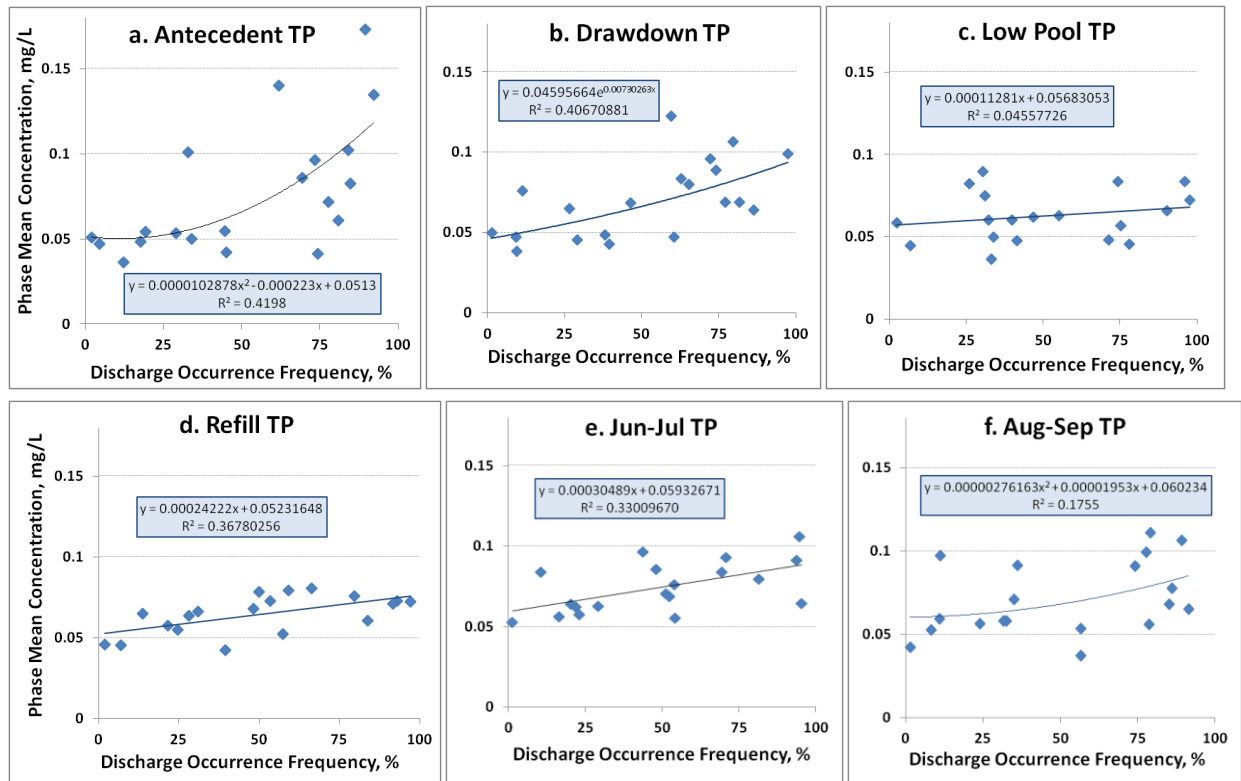 a. Antecedent TP
Phase Mean Concentration, mg/L
0.15
0.1
0.05
0
y = 0.0000102878x² - 0.000223x + 0.0513
R² = 0.4198
0 25 50 75 100
Discharge Occurrence Frequency, %
b. Drawdown TP
0.15
0.1
0.05
0
y = 0.04595664e^0.00730263x
R² = 0.40670881
0 25 50 75 100
Discharge Occurrence Frequency, %
c. Low Pool TP
0.15
0.1
0.05
0
y = 0.00011281x + 0.05683053
R² = 0.04557726
0 25 50 75 100
Discharge Occurrence Frequency, %
d. Refill TP
Phase Mean Concentration, mg/L
0.15
0.1
0.05
0
y = 0.00024222x + 0.05231648
R² = 0.36780256
0 25 50 75 100
Discharge Occurrence Frequency, %
e. Jun-Jul TP
0.15
0.1
0.05
0
y = 0.00030489x + 0.05932671
R² = 0.33009670
0 25 50 75 100
Discharge Occurrence Frequency, %
f. Aug-Sep TP
0.15
0.1
0.05
0
y = 0.00000276163x² + 0.00001953x + 0.060234
R² = 0.1755
0 25 50 75 100
Discharge Occurrence Frequency, %